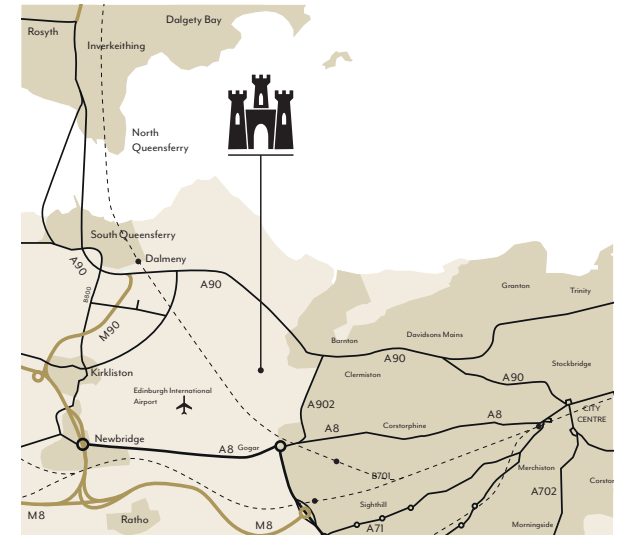 Dalgety Bay
Rosyth
Inverkeithing
North
Queensferry
South Queensferry
Dalmeny
A90
A90
B800
M90
Granton
Trinity
Barnton
Davidsons Mains
A90
Stockbridge
Clermiston
A90
Kirkliston
Edinburgh International
Airport
A902
CITY
CENTRE
A8
A8
Corstorphine
Newbridge
A8
Gogar
B701
Merchiston
A702
Corstor
Sighthill
M8
Ratho
M8
A71
Morningside